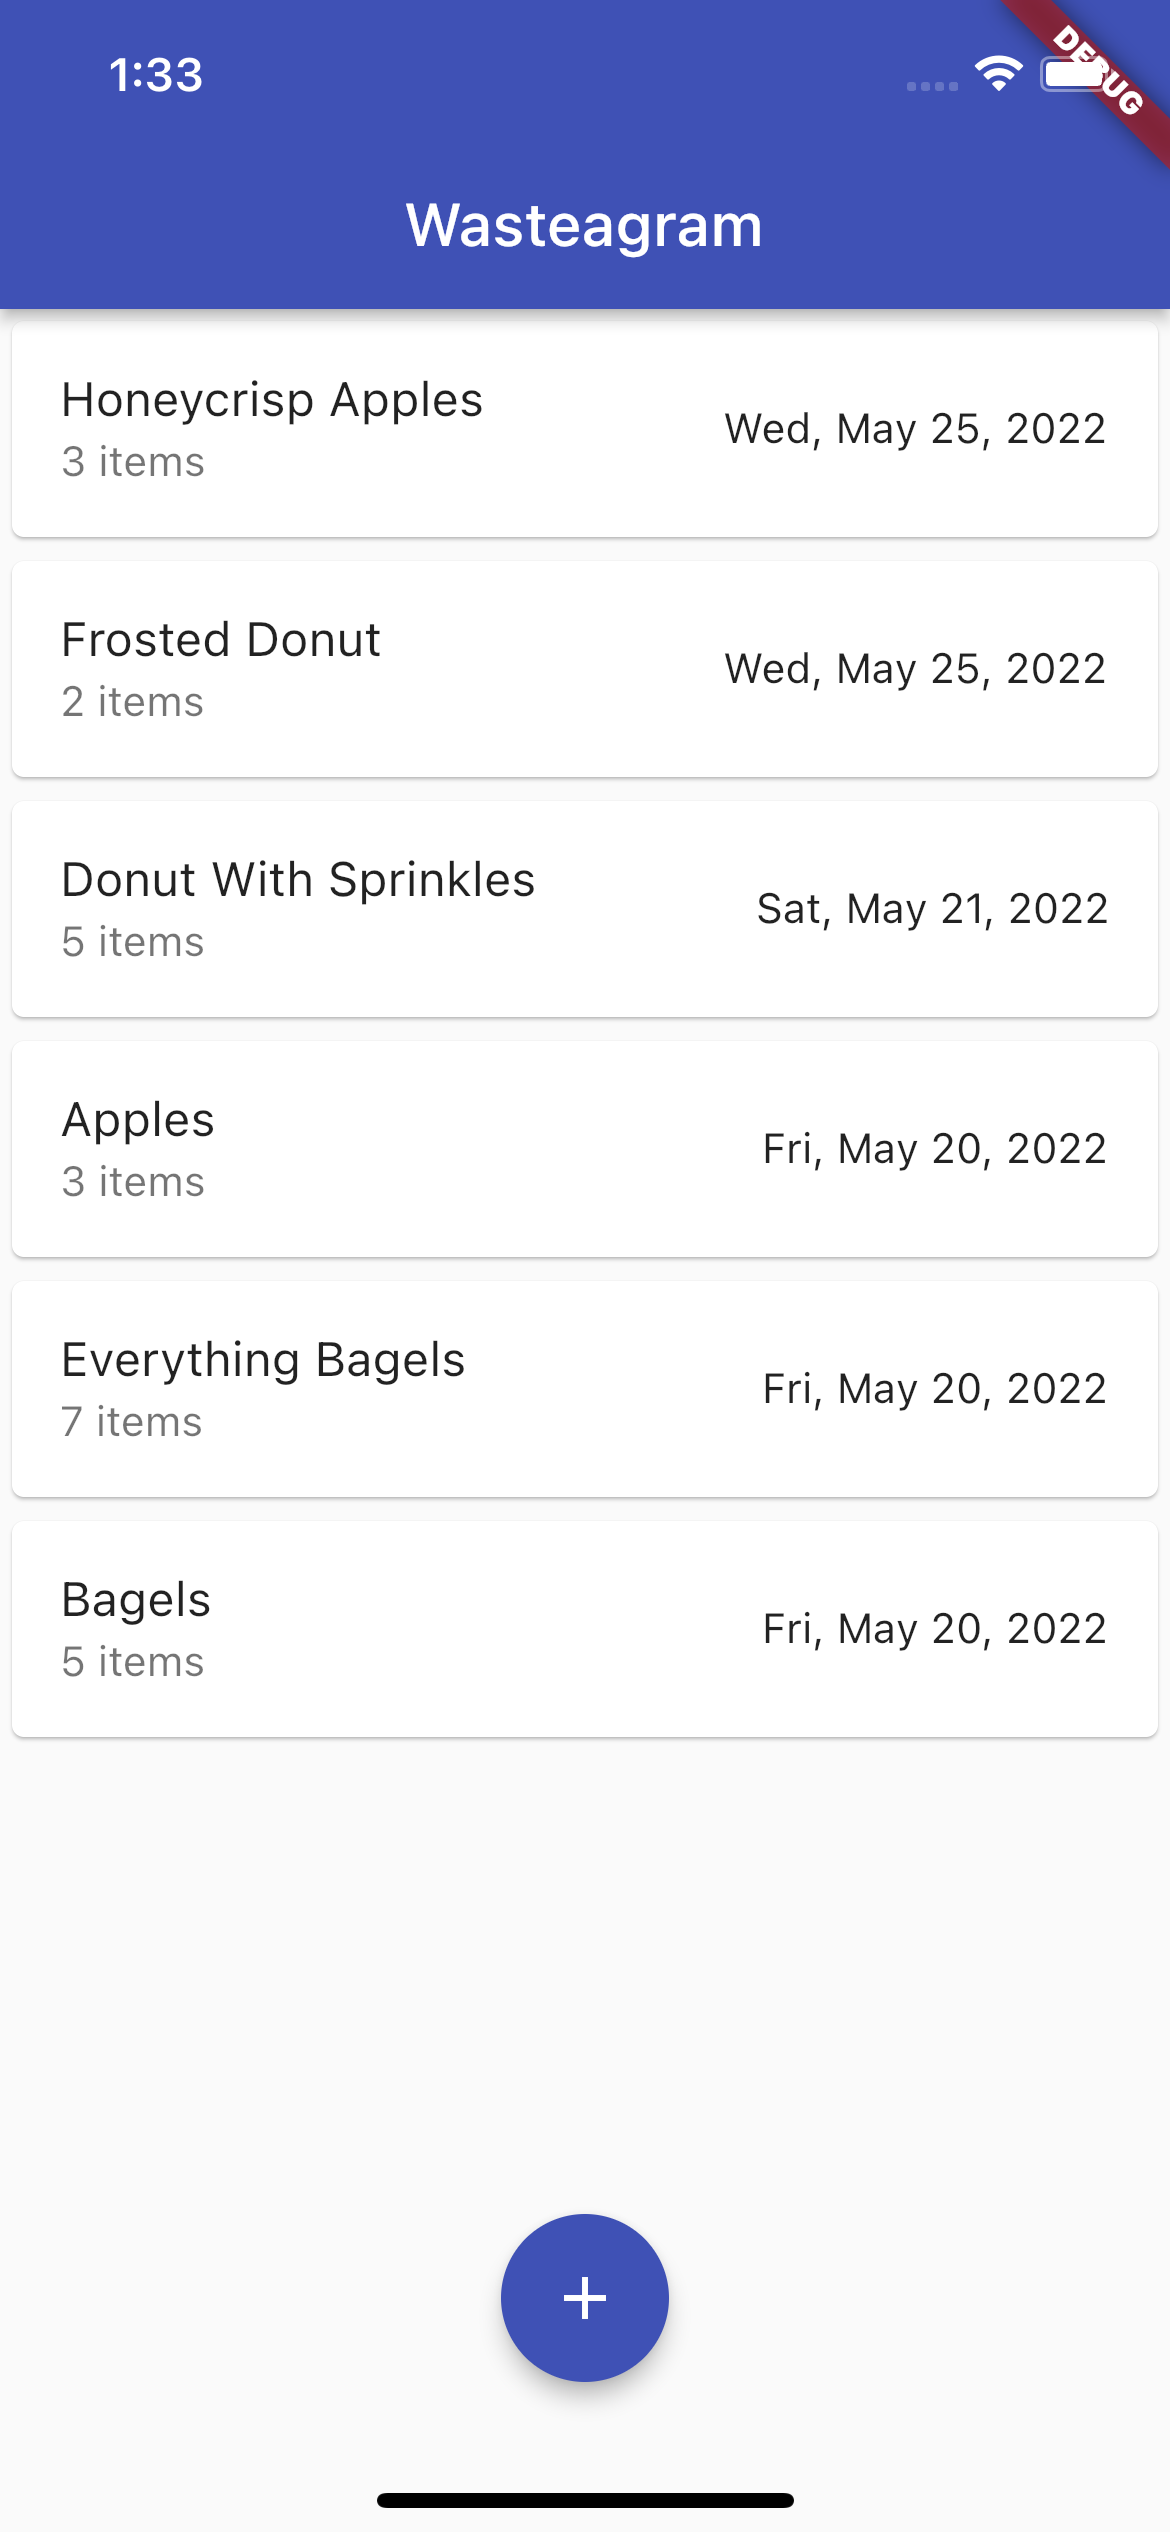 1:33
DEBUG
Wasteagram
Honeycrisp Apples
3 items
Wed, May 25, 2022
Frosted Donut
2 items
Wed, May 25, 2022
Donut With Sprinkles
5 items
Sat, May 21, 2022
Apples
3 items
Fri, May 20, 2022
Everything Bagels
7 items
Fri, May 20, 2022
Bagels
5 items
Fri, May 20, 2022
+